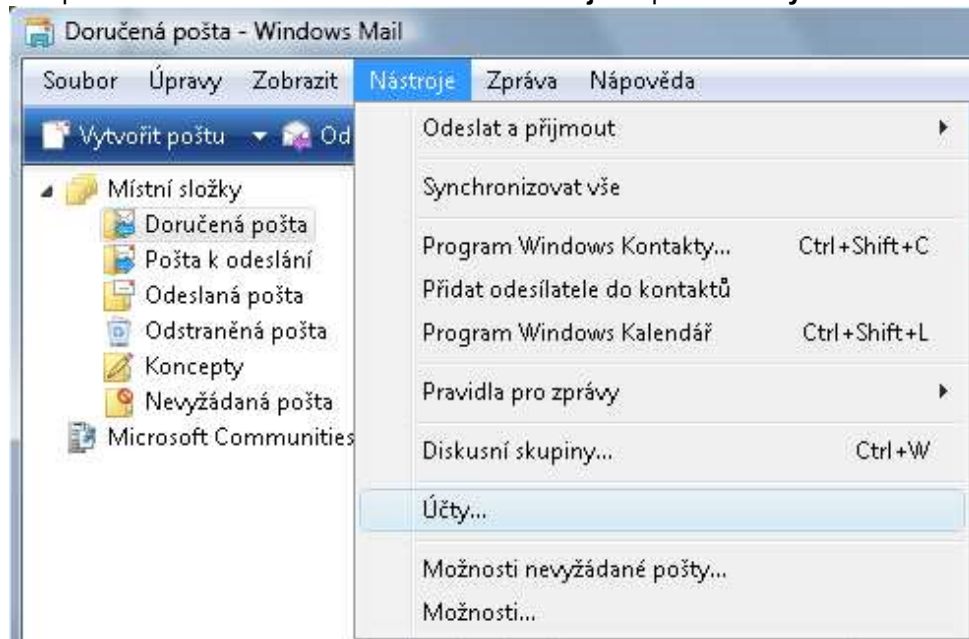 Doručená pošta - Windows Mail
Soubor Úpravy Zobrazit Nástroje Zpráva Nápověda
Vytvořit poštu Od
Místní složky
Doručená pošta
Pošta k odeslání
Odeslaná pošta
Odstraněná pošta
Koncepty
Nevyžádaná pošta
Microsoft Communities
Odeslat a přijmout
Synchronizovat vše
Program Windows Kontakty... Ctrl+Shift+C
Přidat odesílatele do kontaktů
Program Windows Kalendář Ctrl+Shift+L
Pravidla pro zprávy
Diskusní skupiny... Ctrl+W
Účty...
Možnosti nevyžádané pošty...
Možnosti...